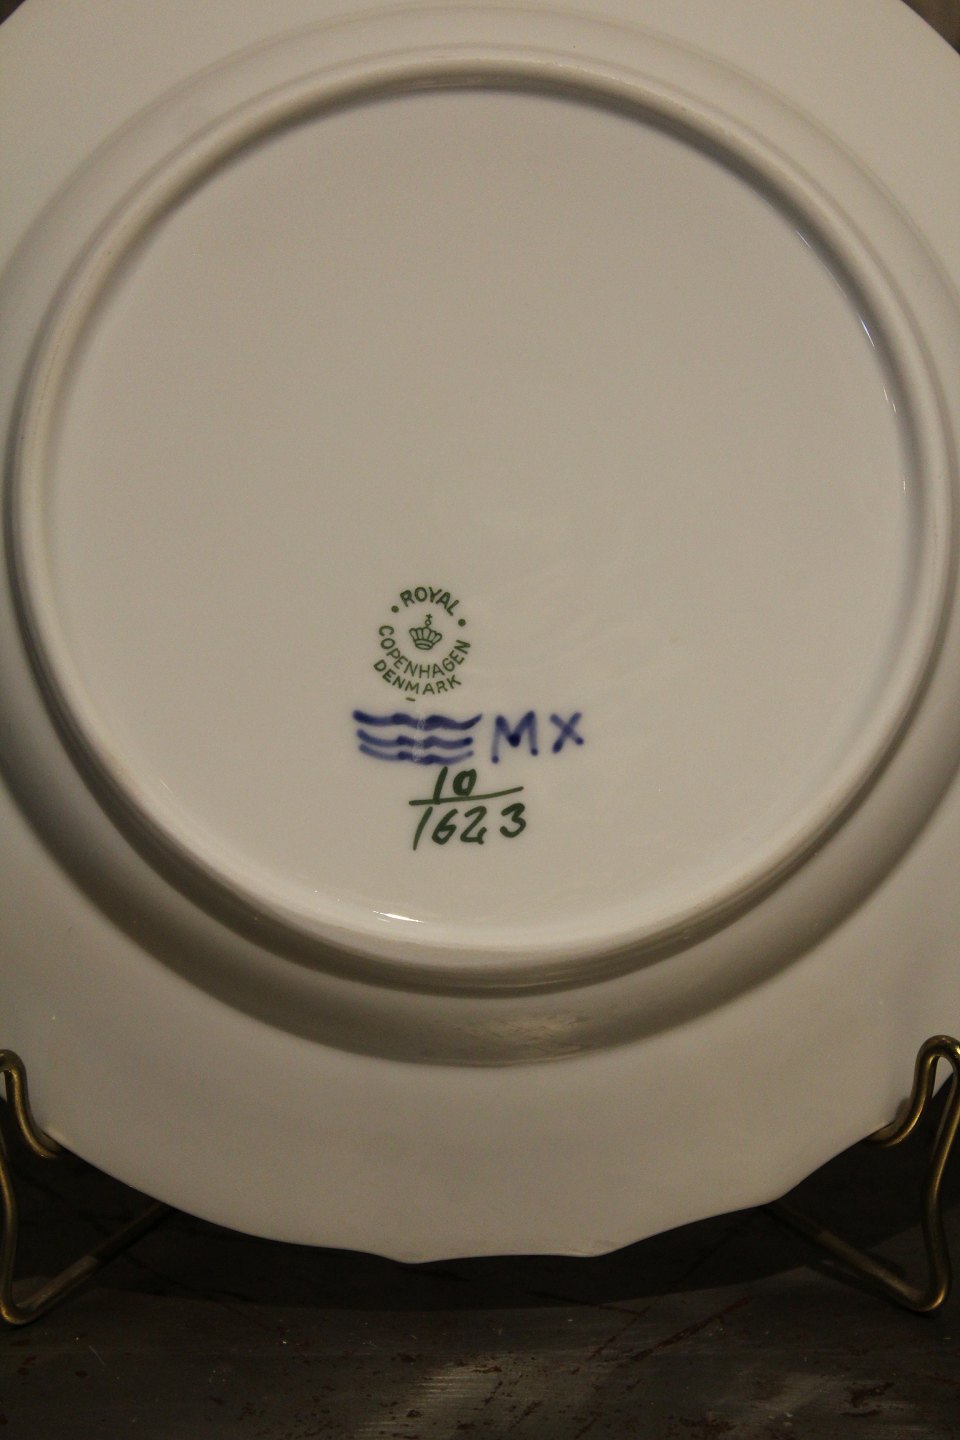 ROYAL
COPENHAGEN
DENMARK
MX
10
1623